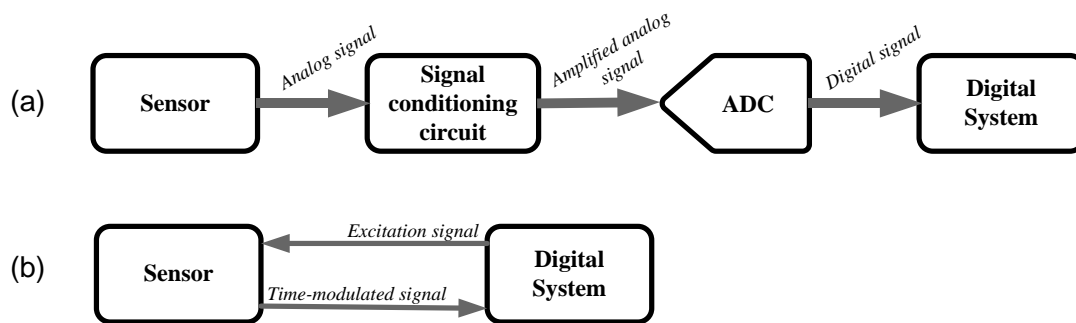 (a)
Sensor
Analog signal
Signal
conditioning
circuit
Amplified analog
signal
ADC
Digital signal
Digital
System
(b)
Sensor
Excitation signal
Time-modulated signal
Digital
System